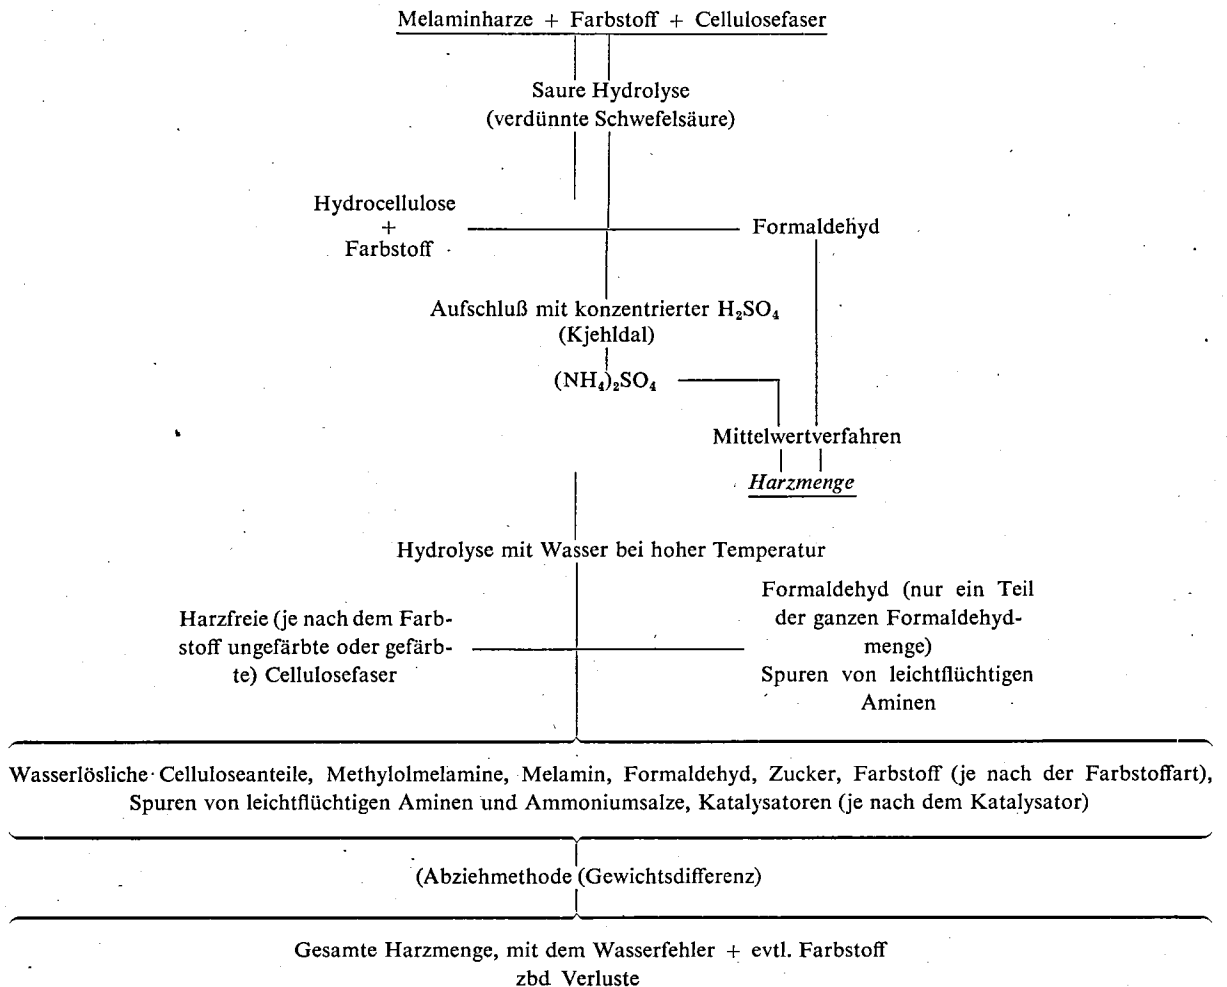 Melaminharze + Farbstoff + Cellulosefaser
Saure Hydrolyse
(verdünnte Schwefelsäure)
Hydrocellulose
+
Farbstoff
Formaldehyd
Aufschluß mit konzentrierter H₂SO₄
(Kjehldal)
(NH₄)₂SO₄
Mittelwertverfahren
Harzmenge
Hydrolyse mit Wasser bei hoher Temperatur
Harzfreie (je nach dem Farb-
stoff ungefärbte oder gefärb-
te) Cellulosefaser
Formaldehyd (nur ein Teil
der ganzen Formaldehyd-
menge)
Spuren von leichtflüchtigen
Aminen
Wasserlösliche Celluloseanteile, Methylolmelamine, Melamin, Formaldehyd, Zucker, Farbstoff (je nach der Farbstoffart),
Spuren von leichtflüchtigen Aminen und Ammoniumsalze, Katalysatoren (je nach dem Katalysator)
(Abziehmethode (Gewichtsdifferenz)
Gesamte Harzmenge, mit dem Wasserfehler + evtl. Farbstoff
zbd Verluste